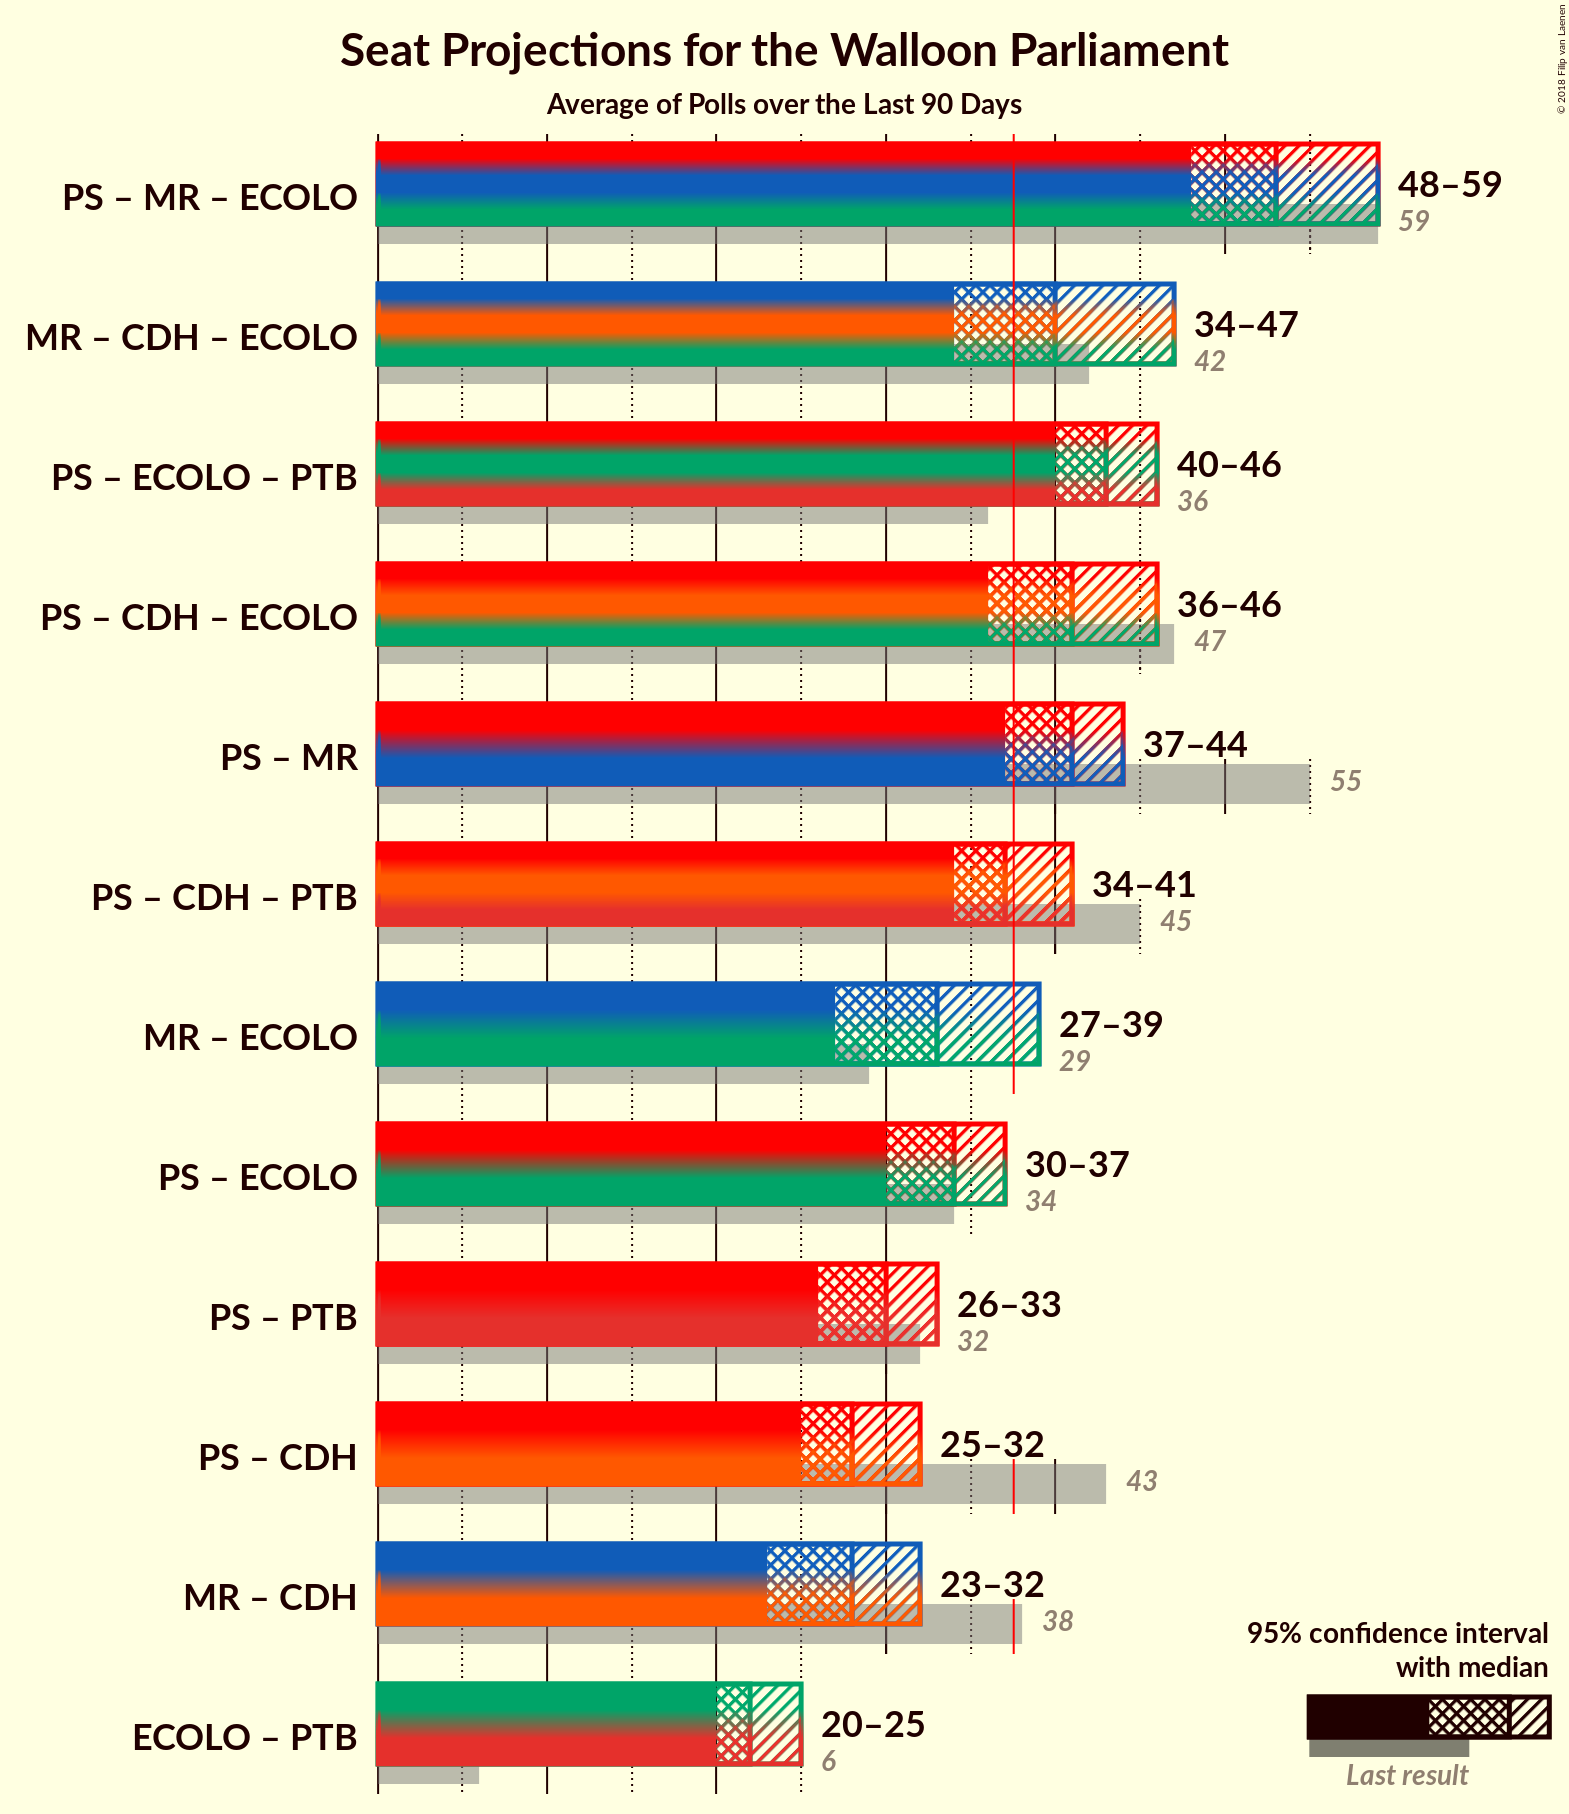 Seat Projections for the Walloon Parliament
Average of Polls over the Last 90 Days
© 2018 Filip van Laenen
PS – MR – ECOLO
48–59
59
MR – CDH – ECOLO
34–47
42
PS – ECOLO – PTB
40–46
36
PS – CDH – ECOLO
36–46
47
PS – MR
37–44
55
PS – CDH – PTB
34–41
45
MR – ECOLO
27–39
29
PS – ECOLO
30–37
34
PS – PTB
26–33
32
PS – CDH
25–32
43
MR – CDH
23–32
38
ECOLO – PTB
20–25
6
95% confidence interval
with median
Last result